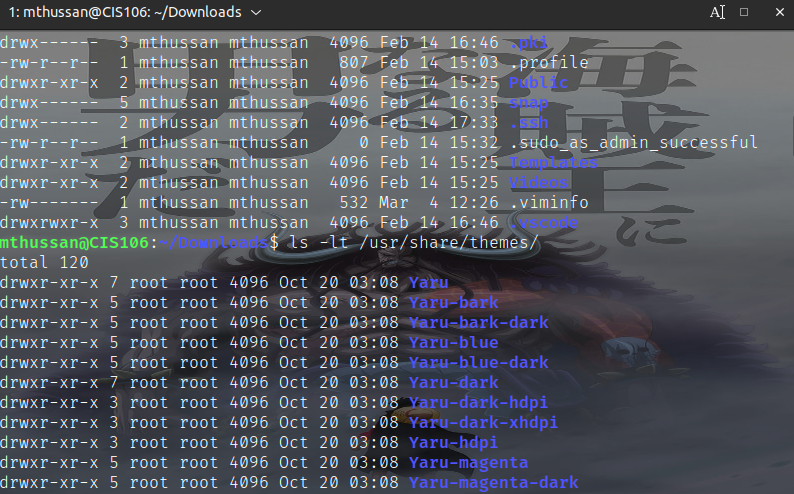 1: mthussan@CIS106: ~/Downloads
drwx------ 3 mthussan mthussan 4096 Feb 14 16:46 .pki
-rw-r--r-- 1 mthussan mthussan 807 Feb 14 15:03 .profile
drwxr-xr-x 2 mthussan mthussan 4096 Feb 14 15:25 Public
drwx------ 5 mthussan mthussan 4096 Feb 14 16:35 snap
drwx------ 2 mthussan mthussan 4096 Feb 14 17:33 .ssh
-rw-r--r-- 1 mthussan mthussan 0 Feb 14 15:32 .sudo_as_admin_successful
drwxr-xr-x 2 mthussan mthussan 4096 Feb 14 15:25 Templates
drwxr-xr-x 2 mthussan mthussan 4096 Feb 14 15:25 Videos
-rw------- 1 mthussan mthussan 532 Mar 4 12:26 .viminfo
drwxrwxr-x 3 mthussan mthussan 4096 Feb 14 16:46 .vscode
mthussan@CIS106:~/Downloads$ ls -lt /usr/share/themes/
total 120
drwxr-xr-x 7 root root 4096 Oct 20 03:08 Yaru
drwxr-xr-x 5 root root 4096 Oct 20 03:08 Yaru-bark
drwxr-xr-x 5 root root 4096 Oct 20 03:08 Yaru-bark-dark
drwxr-xr-x 5 root root 4096 Oct 20 03:08 Yaru-blue
drwxr-xr-x 5 root root 4096 Oct 20 03:08 Yaru-blue-dark
drwxr-xr-x 7 root root 4096 Oct 20 03:08 Yaru-dark
drwxr-xr-x 3 root root 4096 Oct 20 03:08 Yaru-dark-hdpi
drwxr-xr-x 3 root root 4096 Oct 20 03:08 Yaru-dark-xhdpi
drwxr-xr-x 3 root root 4096 Oct 20 03:08 Yaru-hdpi
drwxr-xr-x 5 root root 4096 Oct 20 03:08 Yaru-magenta
drwxr-xr-x 5 root root 4096 Oct 20 03:08 Yaru-magenta-dark
海賊王に